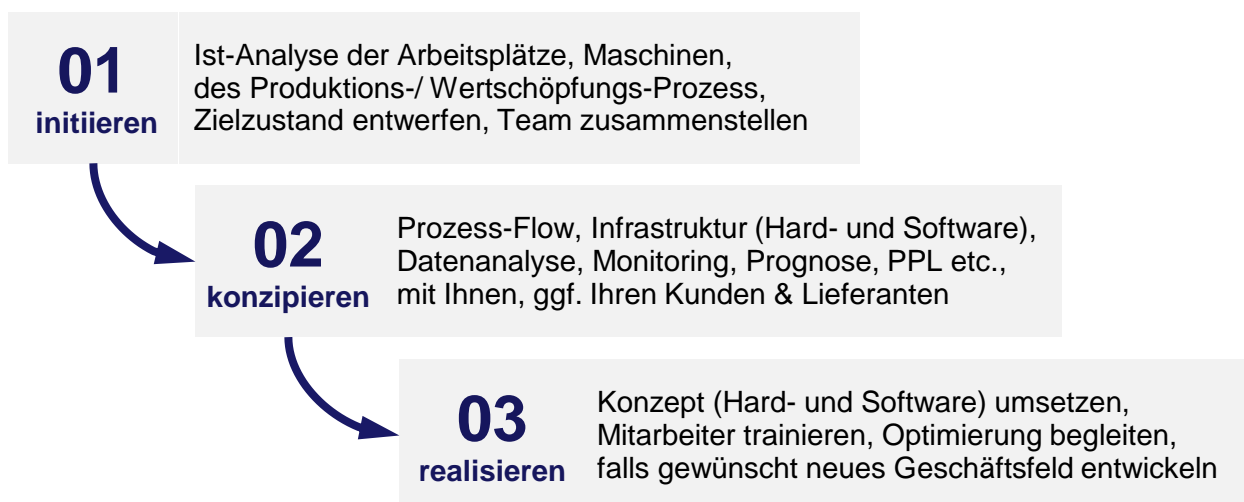 01
initiieren
Ist-Analyse der Arbeitsplätze, Maschinen,
des Produktions-/ Wertschöpfungs-Prozess,
Zielzustand entwerfen, Team zusammenstellen
02
konzipieren
Prozess-Flow, Infrastruktur (Hard- und Software),
Datenanalyse, Monitoring, Prognose, PPL etc.,
mit Ihnen, ggf. Ihren Kunden & Lieferanten
03
realisieren
Konzept (Hard- und Software) umsetzen,
Mitarbeiter trainieren, Optimierung begleiten,
falls gewünscht neues Geschäftsfeld entwickeln